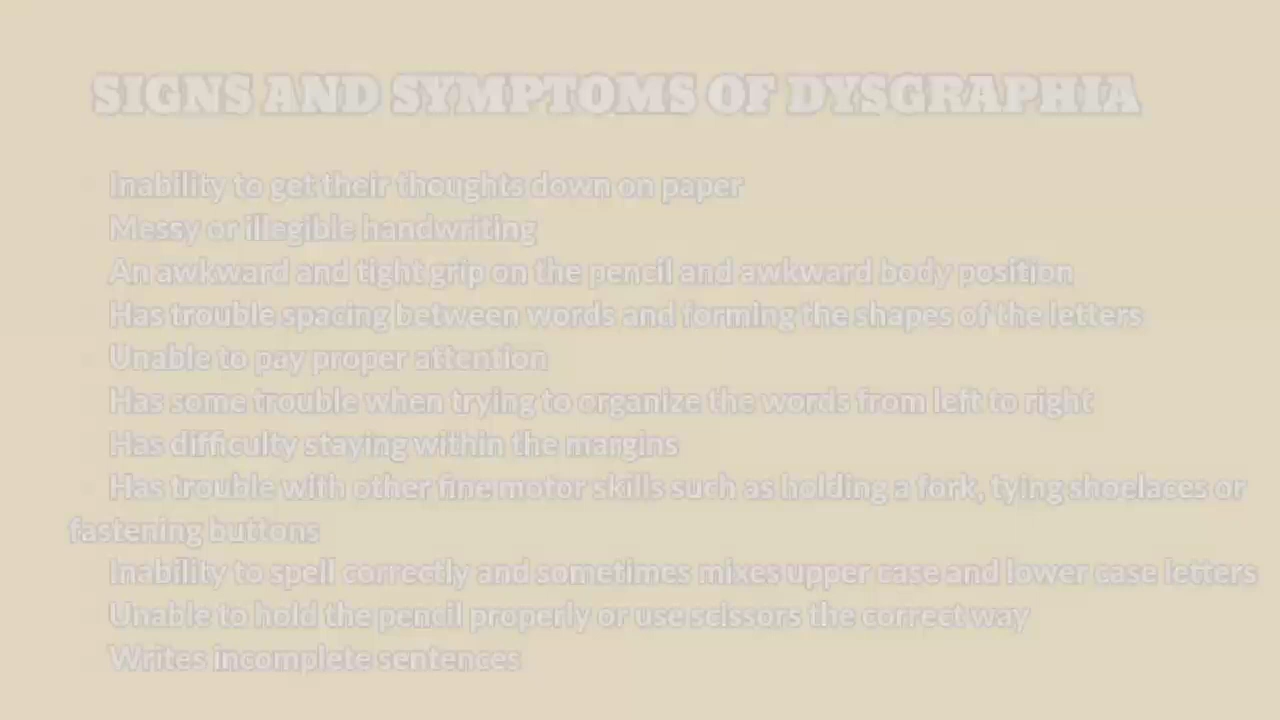 SIGNS AND SYMPTOMS OF DYSGRAPHIA
Inability to get their thoughts down on paper
Messy or illegible handwriting
An awkward and tight grip on the pencil and awkward body position
Has trouble spacing between words and forming the shapes of the letters
Unable to pay proper attention
Has some trouble when trying to organize the words from left to right
Has difficulty staying within the margins
Has trouble with other fine motor skills such as holding a fork, tying shoelaces or
fastening buttons
Inability to spell correctly and sometimes mixes upper case and lower case letters
Unable to hold the pencil properly or use scissors the correct way
Writes incomplete sentences